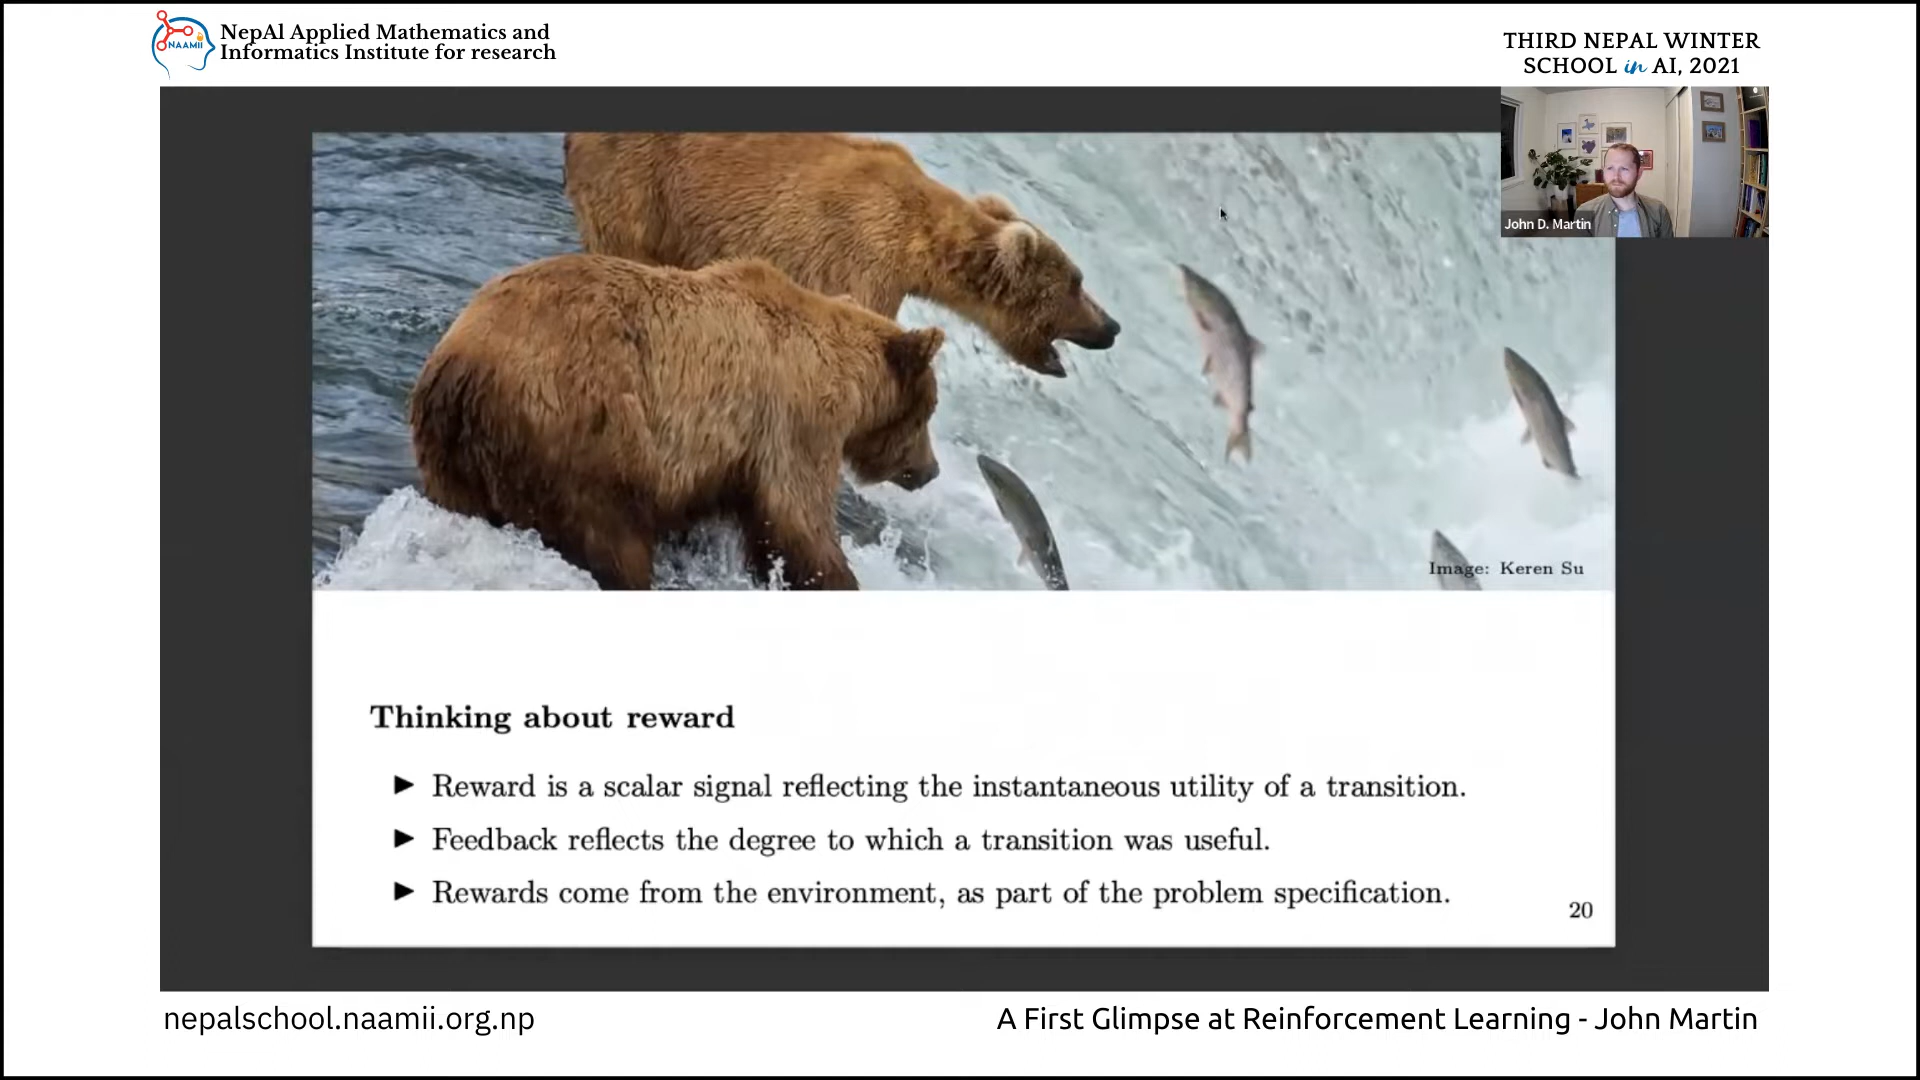 NAAMII
NepAl Applied Mathematics and
Informatics Institute for research
THIRD NEPAL WINTER
SCHOOL in AI, 2021
John D. Martin
Image: Keren Su
Thinking about reward
► Reward is a scalar signal reflecting the instantaneous utility of a transition.
► Feedback reflects the degree to which a transition was useful.
► Rewards come from the environment, as part of the problem specification.
20
nepalschool.naamii.org.np
A First Glimpse at Reinforcement Learning - John Martin